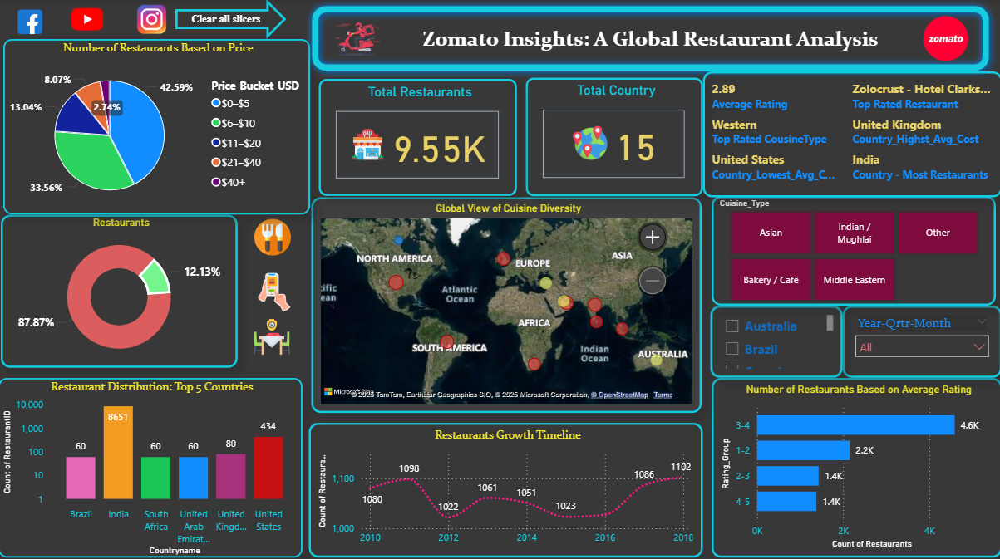 Clear all slicers
Zomato Insights: A Global Restaurant Analysis
zomato
Number of Restaurants Based on Price
8.07%
42.59%
13.04%
2.74%
33.56%
Price_Bucket_USD
$0–$5
$6–$10
$11–$20
$21–$40
$40+
Total Restaurants
9.55K
Total Country
15
2.89
Average Rating
Zolocrust - Hotel Clarks...
Top Rated Restaurant
Western
Top Rated CousineType
United Kingdom
Country_Highst_Avg_Cost
United States
Country_Lowest_Avg_C...
India
Country - Most Restaurants
Restaurants
12.13%
87.87%
Global View of Cuisine Diversity
NORTH AMERICA
EUROPE
ASIA
Atlantic
Ocean
AFRICA
SOUTH AMERICA
Indian
Ocean
AUSTRALIA
© 2025 TomTom, Earthstar Geographics SIO, © 2025 Microsoft Corporation, © OpenStreetMap Terms
Cuisine_Type
Asian
Indian /
Mughlai
Other
Bakery / Cafe
Middle Eastern
Australia
Brazil
Year-Qrtr-Month
All
Restaurant Distribution: Top 5 Countries
Count of RestaurantID
10,000
1,000
100
10
1
60
8651
60
60
80
434
Brazil
India
South
Africa
United
Arab
Emirat...
United
Kingd...
United
States
Countryname
Restaurants Growth Timeline
Count of Restaura...
1,100
1,000
1080
1098
1022
1061
1051
1023
1086
1102
2010
2012
2014
2016
2018
Number of Restaurants Based on Average Rating
Rating_Group
3-4
4.6K
1-2
2.2K
2-3
1.4K
4-5
1.4K
0K
2K
4K
Count of Restaurants